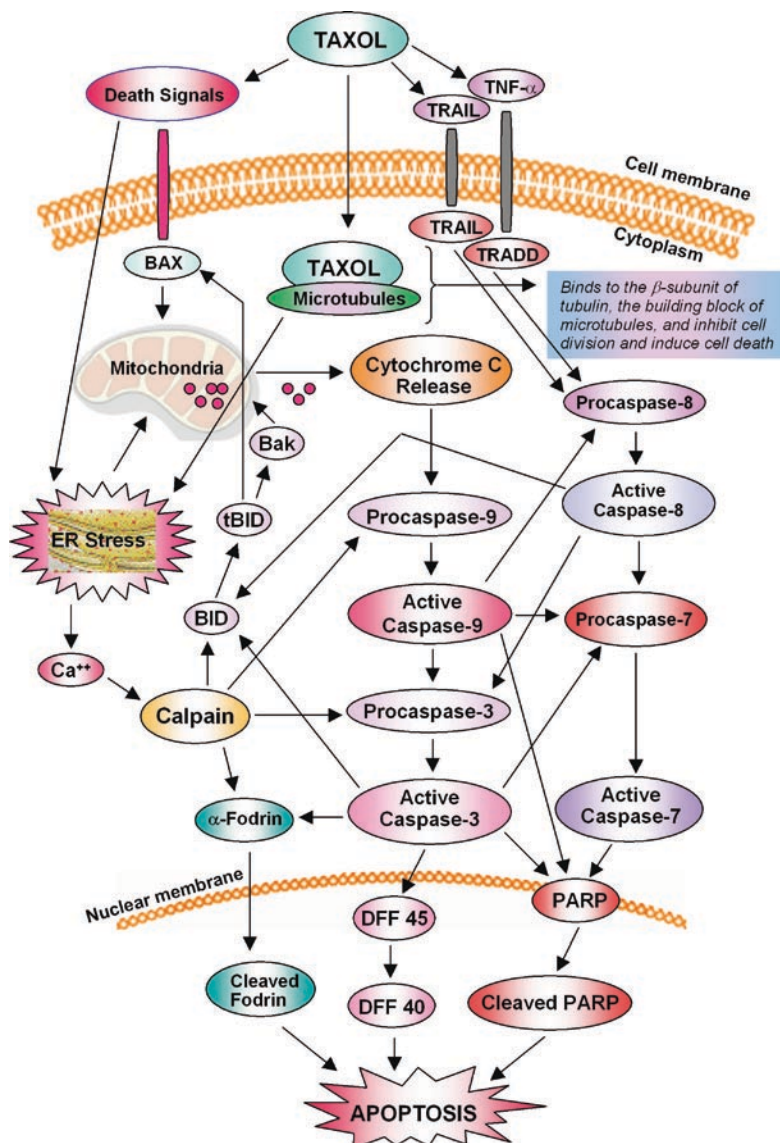 TAXOL
Death Signals
TRAIL
TNF-α
Cell membrane
Cytoplasm
TRAIL
TRADD
BAX
TAXOL
Microtubules
Binds to the β-subunit of
tubulin, the building block of
microtubules, and inhibit cell
division and induce cell death
Mitochondria
Cytochrome C
Release
Procaspase-8
Bak
Active
Caspase-8
tBID
Procaspase-9
ER Stress
BID
Active
Caspase-9
Procaspase-7
Ca++
Calpain
Procaspase-3
α-Fodrin
Active
Caspase-3
Active
Caspase-7
Nuclear membrane
PARP
DFF 45
Cleaved
Fodrin
DFF 40
Cleaved PARP
APOPTOSIS